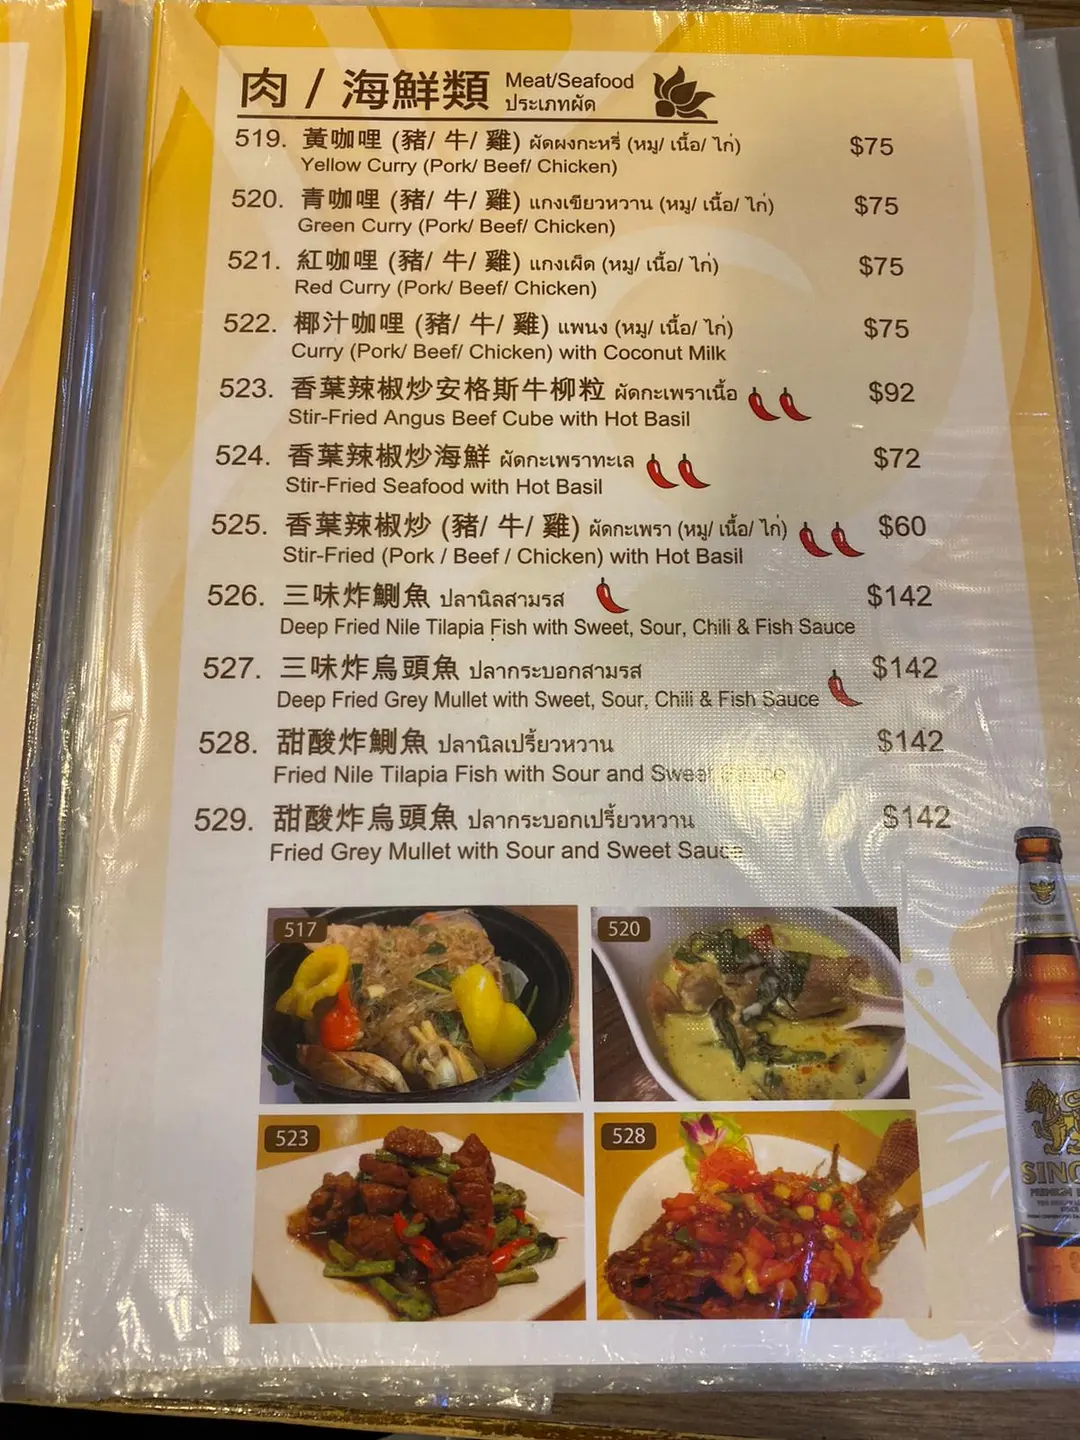 肉 / 海鮮類 Meat/Seafood
ประเภทผัด
519. 黃咖哩 (豬/ 牛/ 雞) ผัดผงกะหรี่ (หมู/ เนื้อ/ ไก่) $75
Yellow Curry (Pork/ Beef/ Chicken)
520. 青咖哩 (豬/ 牛/ 雞) แกงเขียวหวาน (หมู/ เนื้อ/ ไก่) $75
Green Curry (Pork/ Beef/ Chicken)
521. 紅咖哩 (豬/ 牛/ 雞) แกงเผ็ด (หมู/ เนื้อ/ ไก่) $75
Red Curry (Pork/ Beef/ Chicken)
522. 椰汁咖哩 (豬/ 牛/ 雞) แพนง (หมู/ เนื้อ/ ไก่) $75
Curry (Pork/ Beef/ Chicken) with Coconut Milk
523. 香葉辣椒炒安格斯牛柳粒 ผัดกะเพราเนื้อ $92
Stir-Fried Angus Beef Cube with Hot Basil
524. 香葉辣椒炒海鮮 ผัดกะเพราทะเล $72
Stir-Fried Seafood with Hot Basil
525. 香葉辣椒炒 (豬/ 牛/ 雞) ผัดกะเพรา (หมู/ เนื้อ/ ไก่) $60
Stir-Fried (Pork / Beef / Chicken) with Hot Basil
526. 三味炸鰂魚 ปลานิลสามรส $142
Deep Fried Nile Tilapia Fish with Sweet, Sour, Chili & Fish Sauce
527. 三味炸烏頭魚 ปลากระบอกสามรส $142
Deep Fried Grey Mullet with Sweet, Sour, Chili & Fish Sauce
528. 甜酸炸鰂魚 ปลานิลเปรี้ยวหวาน $142
Fried Nile Tilapia Fish with Sour and Sweet Sauce
529. 甜酸炸烏頭魚 ปลากระบอกเปรี้ยวหวาน $142
Fried Grey Mullet with Sour and Sweet Sauce
517
520
523
528